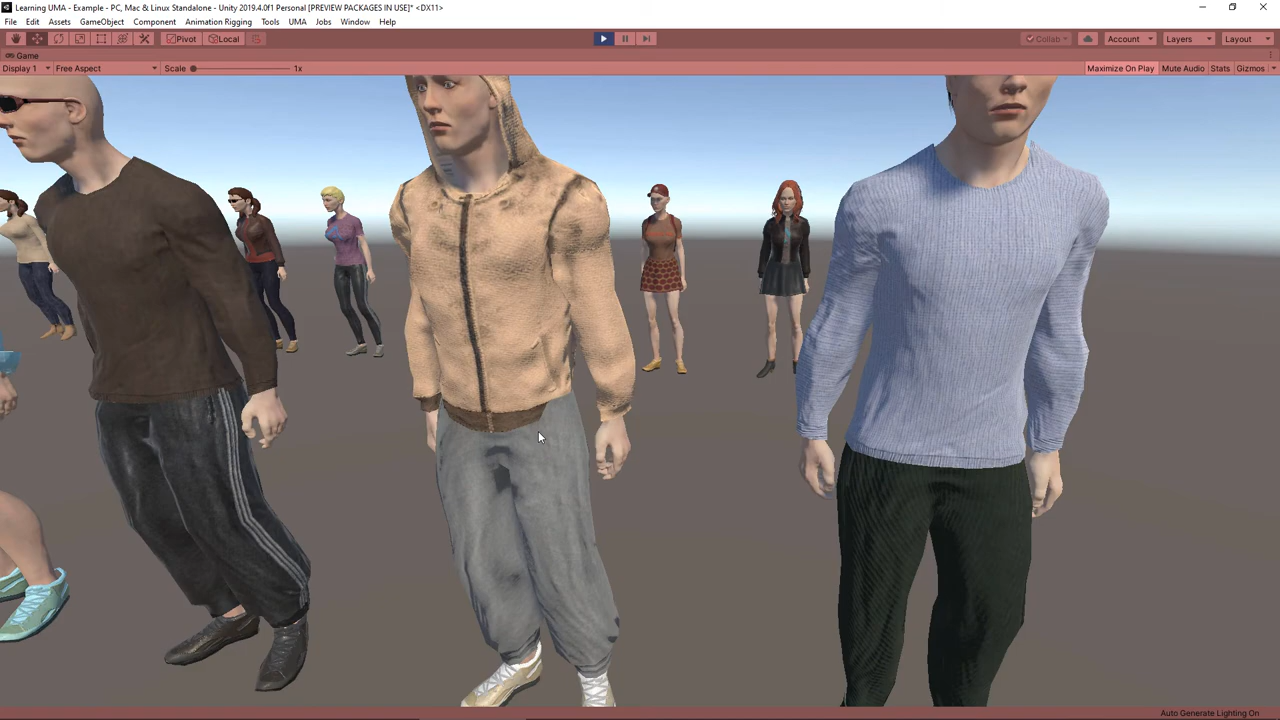 Learning UMA - Example - PC, Mac & Linux Standalone - Unity 2019.4.0f1 Personal [PREVIEW PACKAGES IN USE]* <DX11>
File Edit Assets GameObject Component Animation Rigging Tools UMA Jobs Window Help
Pivot Local Collab Account Layers Layout
Game
Display 1 Free Aspect Scale 1x Maximize On Play Mute Audio Stats Gizmos
Auto Generate Lighting On